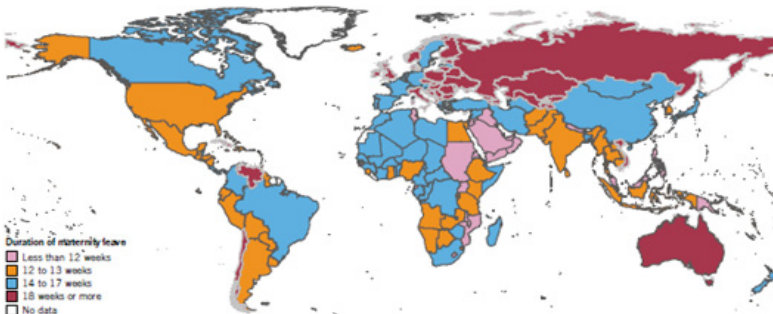 Duration of maternity leave
Less than 12 weeks
12 to 13 weeks
14 to 17 weeks
18 weeks or more
No data